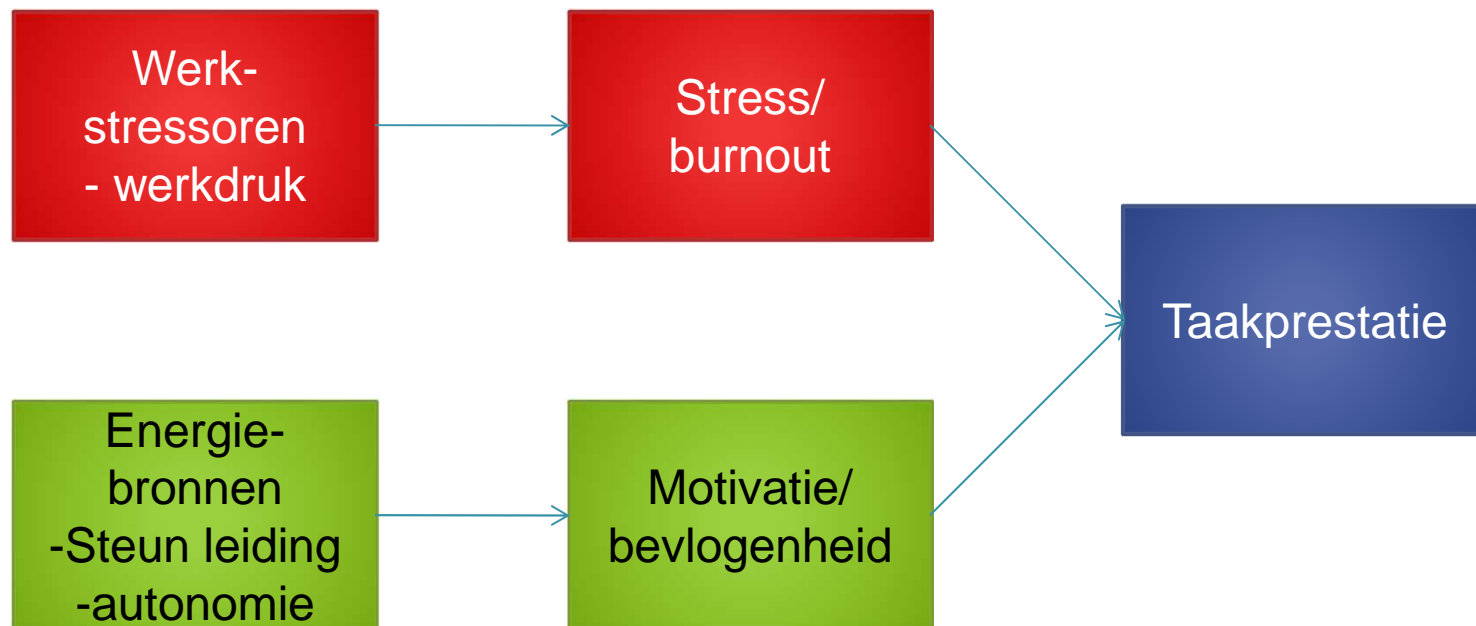 Werk-
stressoren
- werkdruk
Stress/
burnout
Taakprestatie
Energie-
bronnen
-Steun leiding
-autonomie
Motivatie/
bevlogenheid